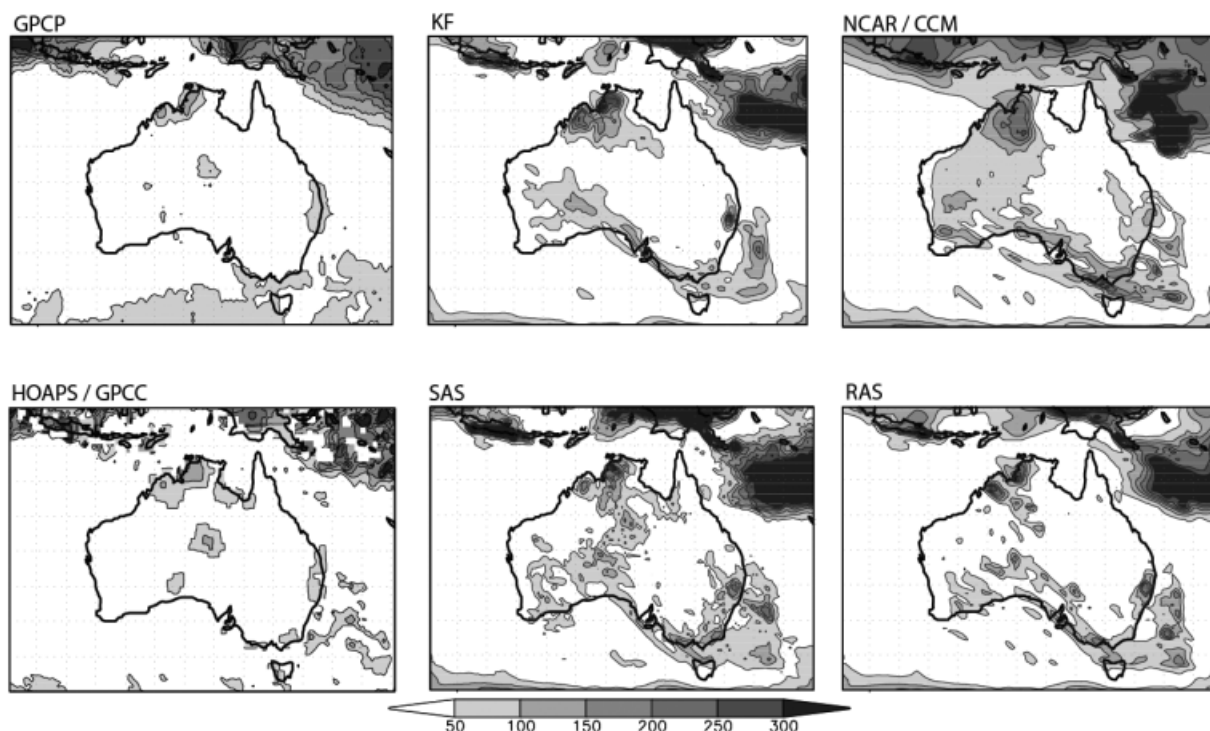 GPCP
KF
NCAR / CCM
HOAPS / GPCC
SAS
RAS
50 100 150 200 250 300